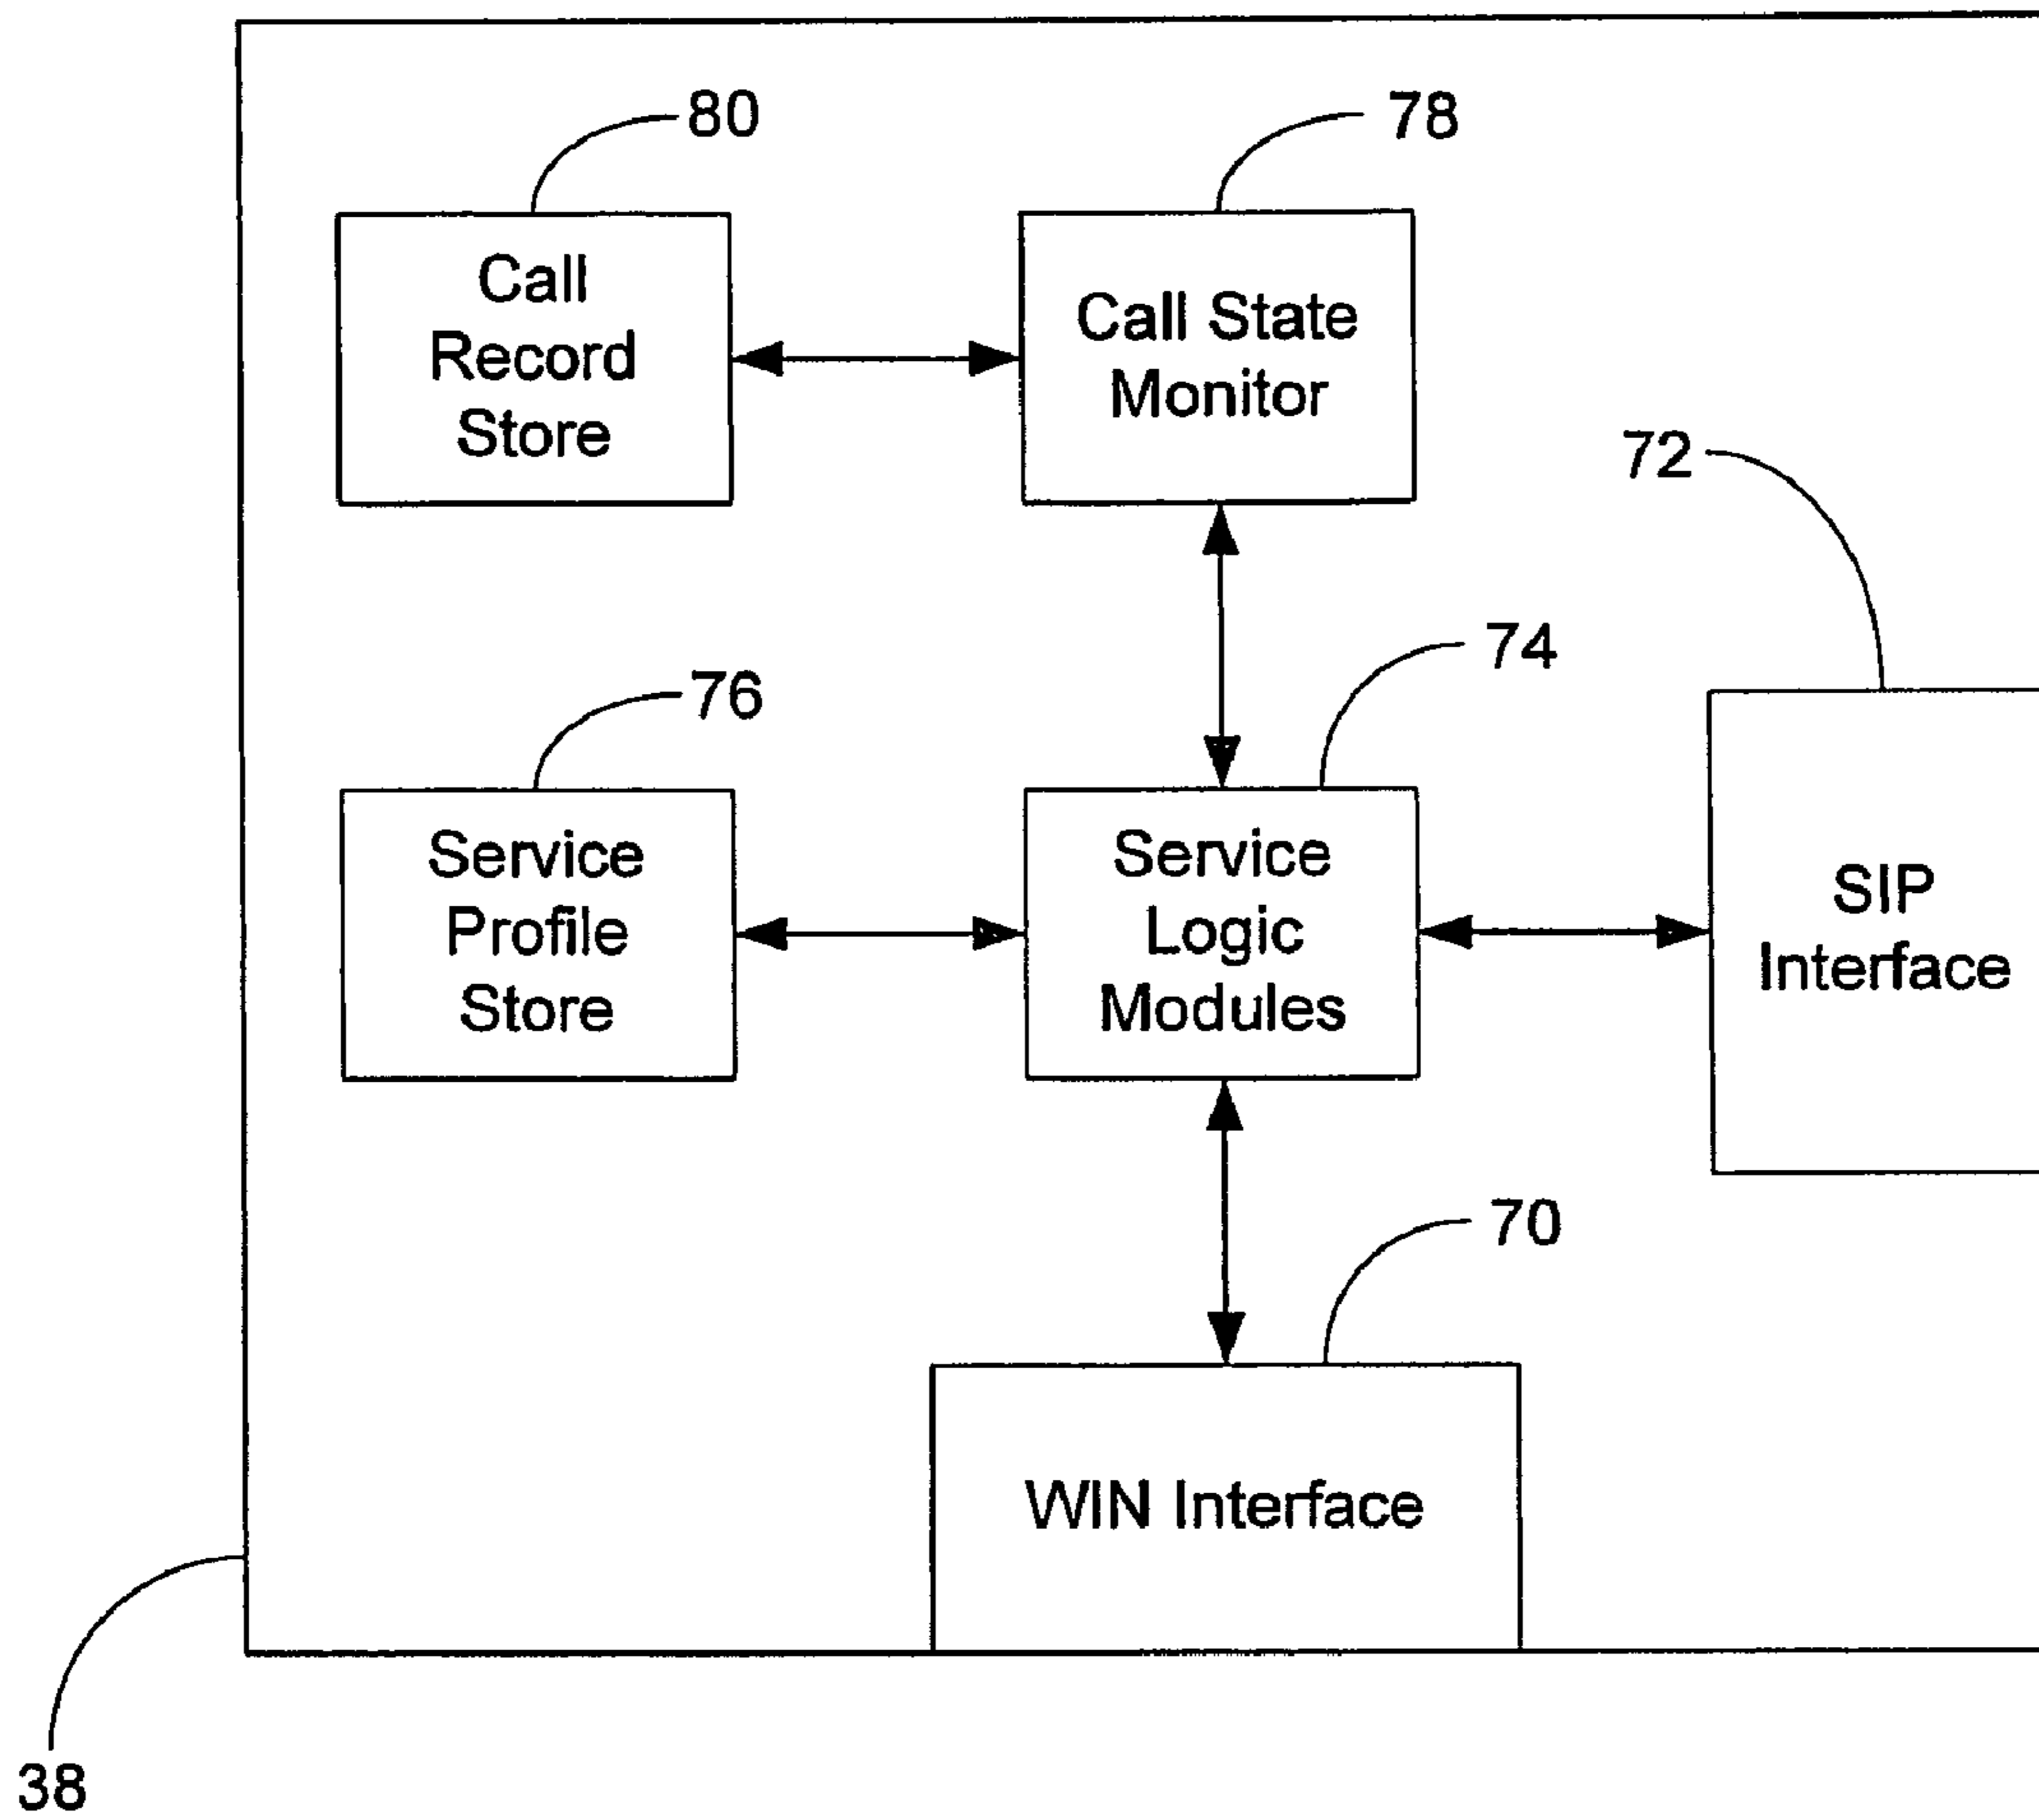 80
78
Call
Record
Store
Call State
Monitor
72
74
76
Service
Profile
Store
Service
Logic
Modules
SIP
Interface
70
WIN Interface
38